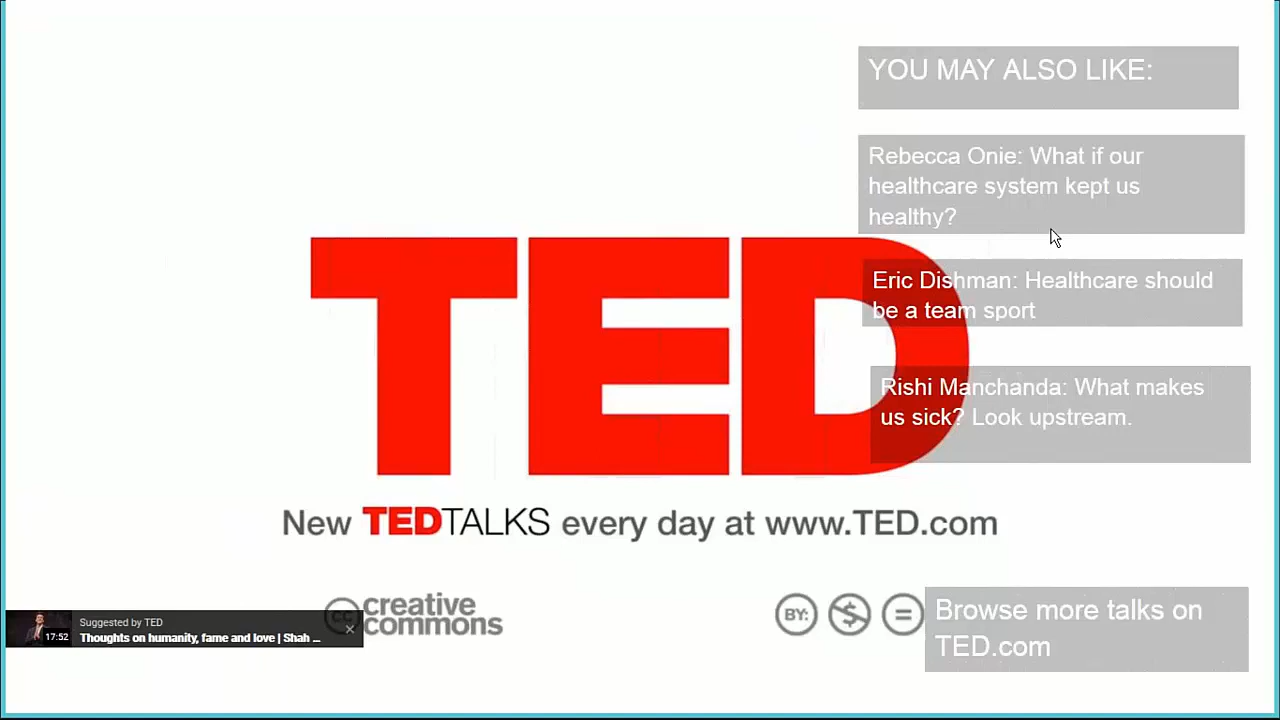 YOU MAY ALSO LIKE:
Rebecca Onie: What if our
healthcare system kept us
healthy?
Eric Dishman: Healthcare should
be a team sport
Rishi Manchanda: What makes
us sick? Look upstream.
TED
New TEDTALKS every day at www.TED.com
cc creative
commons
BY: $ =
Browse more talks on
TED.com
17:52
Suggested by TED
Thoughts on humanity, fame and love | Shah ...